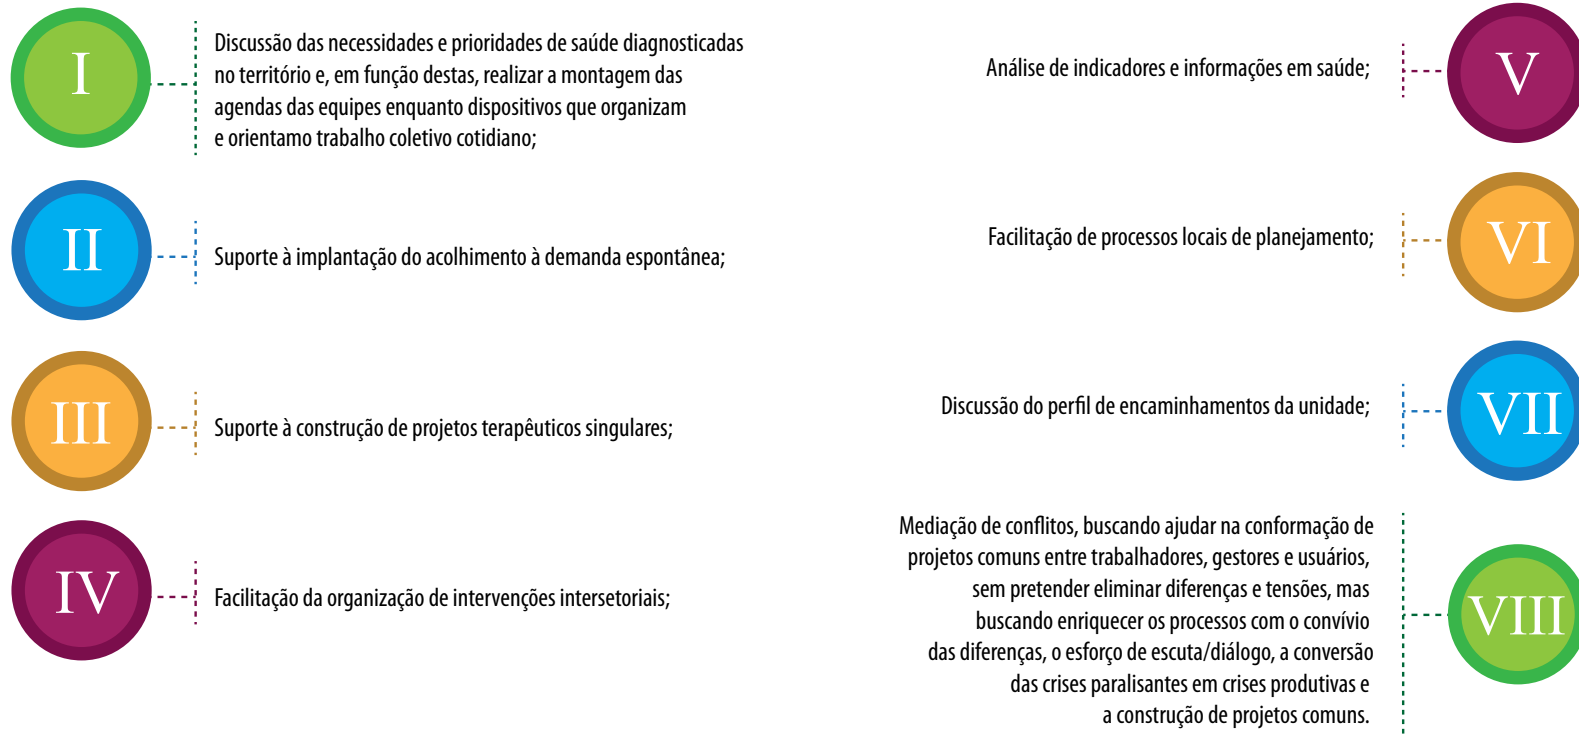 I
Discussão das necessidades e prioridades de saúde diagnosticadas
no território e, em função destas, realizar a montagem das
agendas das equipes enquanto dispositivos que organizam
e orientamo trabalho coletivo cotidiano;
II
Suporte à implantação do acolhimento à demanda espontânea;
III
Suporte à construção de projetos terapêuticos singulares;
IV
Facilitação da organização de intervenções intersetoriais;
Análise de indicadores e informações em saúde;
V
Facilitação de processos locais de planejamento;
VI
Discussão do perfil de encaminhamentos da unidade;
VII
Mediação de conflitos, buscando ajudar na conformação de
projetos comuns entre trabalhadores, gestores e usuários,
sem pretender eliminar diferenças e tensões, mas
buscando enriquecer os processos com o convívio
das diferenças, o esforço de escuta/diálogo, a conversão
das crises paralisantes em crises produtivas e
a construção de projetos comuns.
VIII